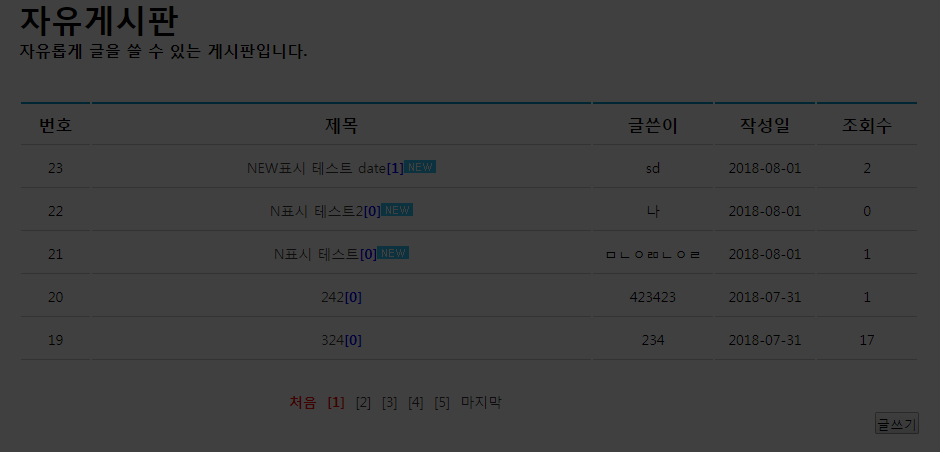 자유게시판
자유롭게 글을 쓸 수 있는 게시판입니다.
번호 제목 글쓴이 작성일 조회수
23 NEW표시 테스트 date[1] NEW sd 2018-08-01 2
22 N표시 테스트2[0] NEW 나 2018-08-01 0
21 N표시 테스트[0] NEW 2018-08-01 1
20 242[0] 423423 2018-07-31 1
19 324[0] 234 2018-07-31 17
처음 [1] [2] [3] [4] [5] 마지막
글쓰기